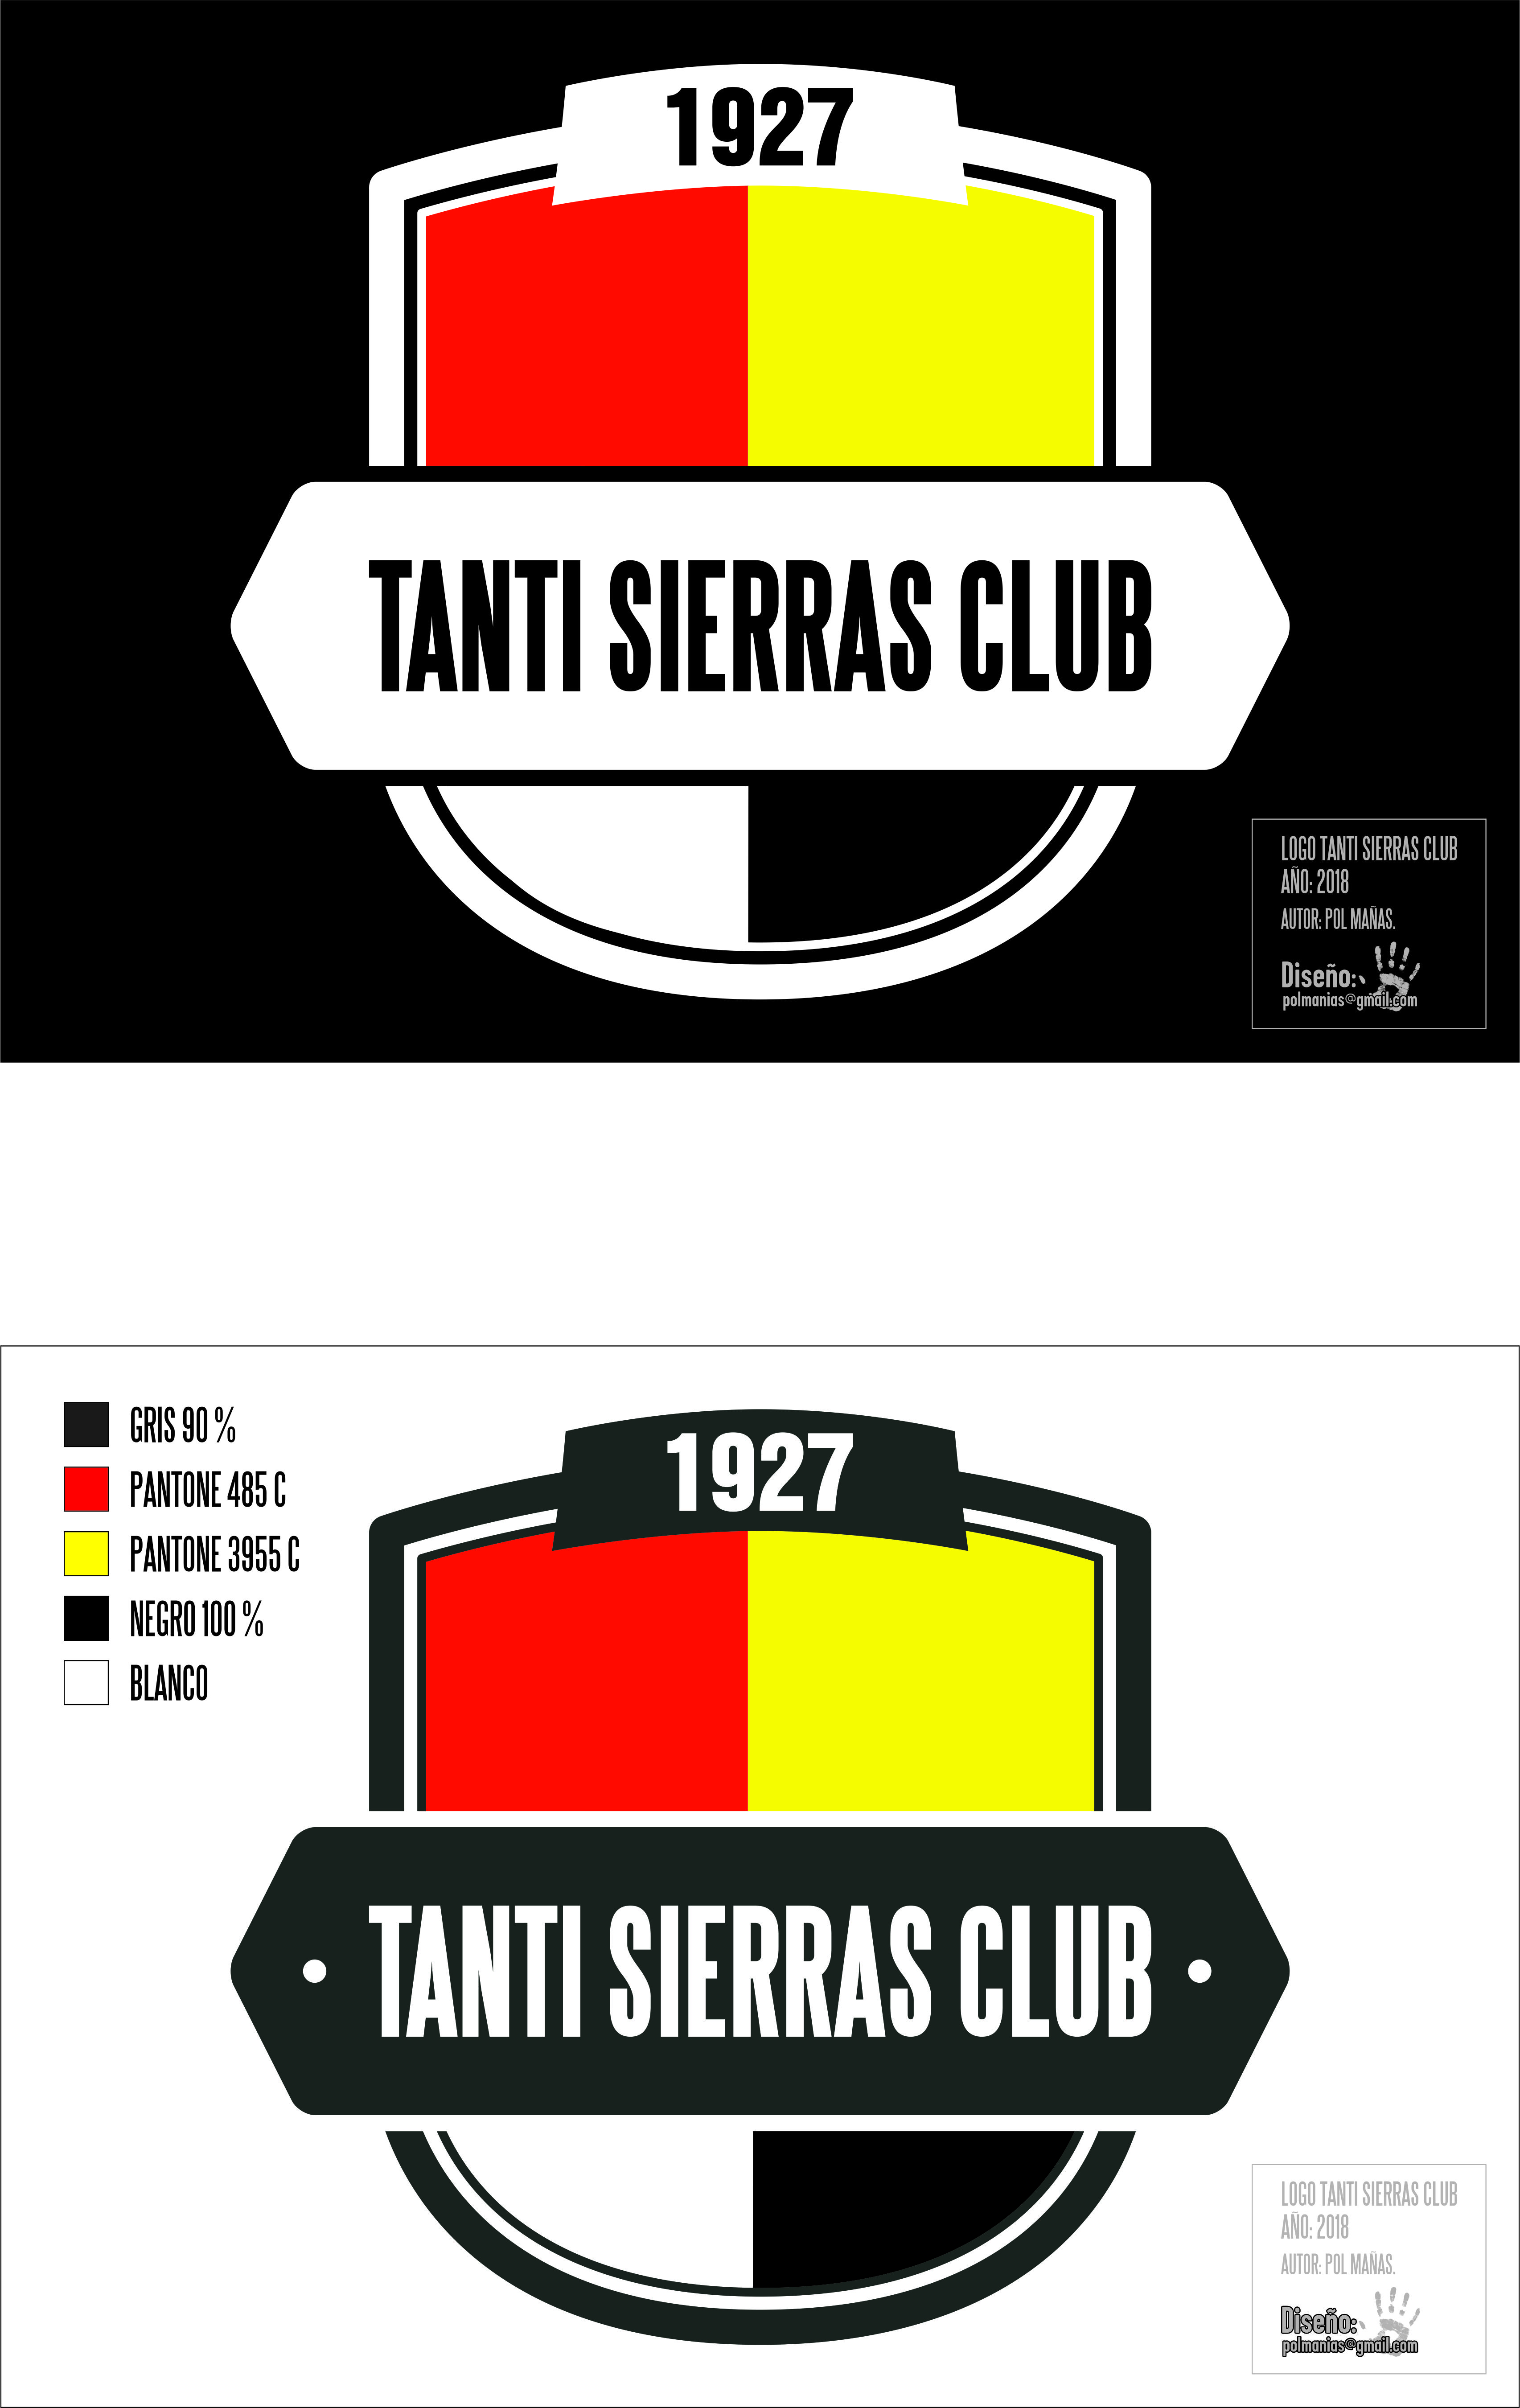 1927
TANTI SIERRAS CLUB
LOGO TANTI SIERRAS CLUB
AÑO: 2018
AUTOR: POL MAÑAS.
Diseño:
polmanias@gmail.com
GRIS 90 %
PANTONE 485 C
PANTONE 3955 C
NEGRO 100 %
BLANCO
1927
TANTI SIERRAS CLUB
LOGO TANTI SIERRAS CLUB
AÑO: 2018
AUTOR: POL MAÑAS.
Diseño:
polmanias@gmail.com